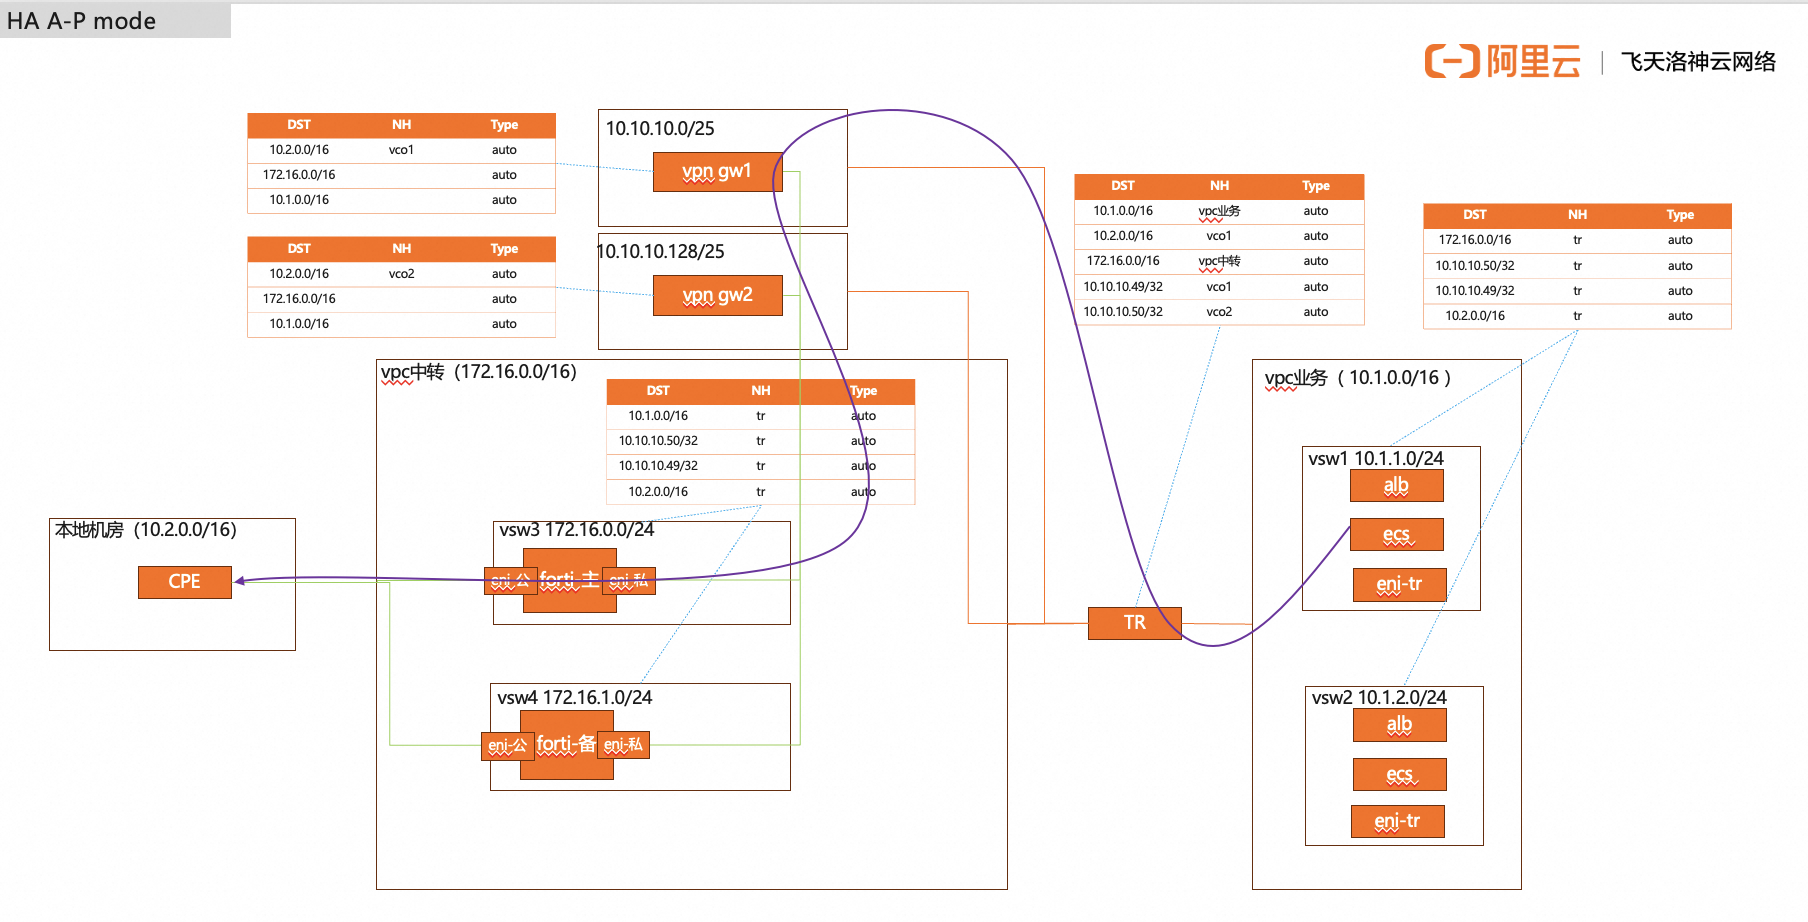 HA A-P mode
阿里云 | 飞天洛神云网络
DST NH Type
10.2.0.0/16 vco1 auto
172.16.0.0/16 auto
10.1.0.0/16 auto
10.10.10.0/25
vpn gw1
DST NH Type
10.2.0.0/16 vco2 auto
172.16.0.0/16 auto
10.1.0.0/16 auto
10.10.10.128/25
vpn gw2
DST NH Type
10.1.0.0/16 vpc业务 auto
10.2.0.0/16 vco1 auto
172.16.0.0/16 vpc中转 auto
10.10.10.49/32 vco1 auto
10.10.10.50/32 vco2 auto
DST NH Type
172.16.0.0/16 tr auto
10.10.10.50/32 tr auto
10.10.10.49/32 tr auto
10.2.0.0/16 tr auto
vpc中转（172.16.0.0/16）
DST NH Type
10.1.0.0/16 tr auto
10.10.10.50/32 tr auto
10.10.10.49/32 tr auto
10.2.0.0/16 tr auto
本地机房（10.2.0.0/16）
CPE
vsw3 172.16.0.0/24
eni-公 forti-主 eni-私
vsw4 172.16.1.0/24
eni-公 forti-备 eni-私
TR
vpc业务（ 10.1.0.0/16 ）
vsw1 10.1.1.0/24
alb
ecs
eni-tr
vsw2 10.1.2.0/24
alb
ecs
eni-tr